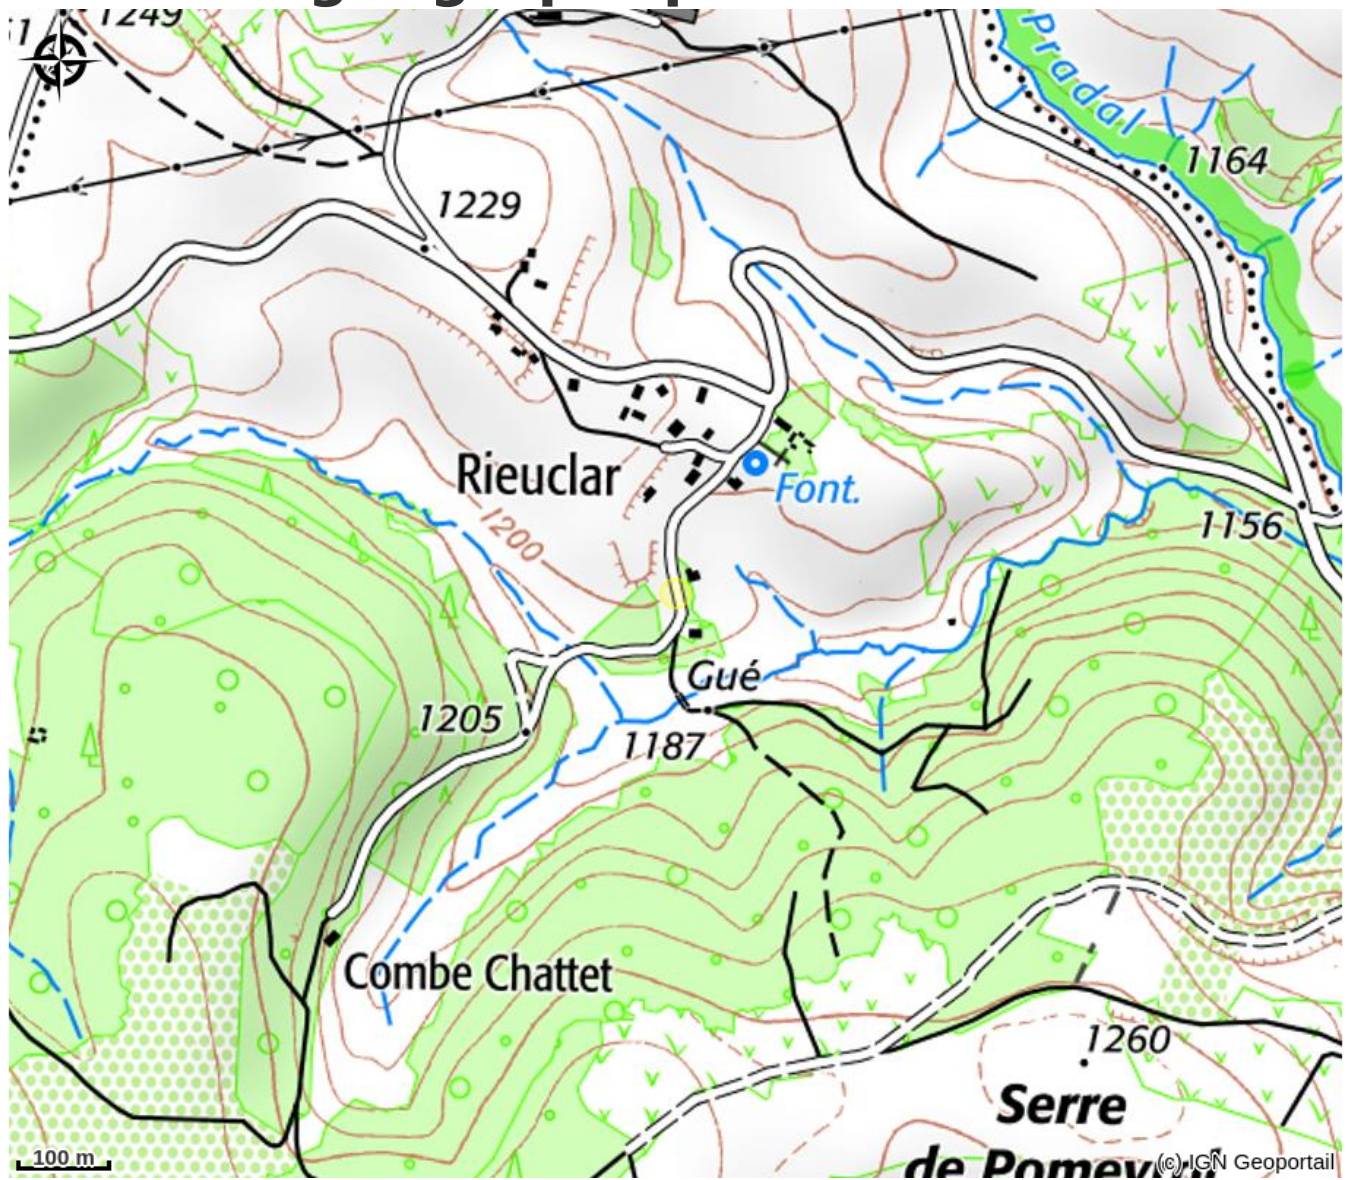 1249
Pradal
1164
1229
Rieuclar
Font.
1200
1156
Gué
1205
1187
Combe Chattet
1260
Serre
100 m
(c) IGN Geoportail